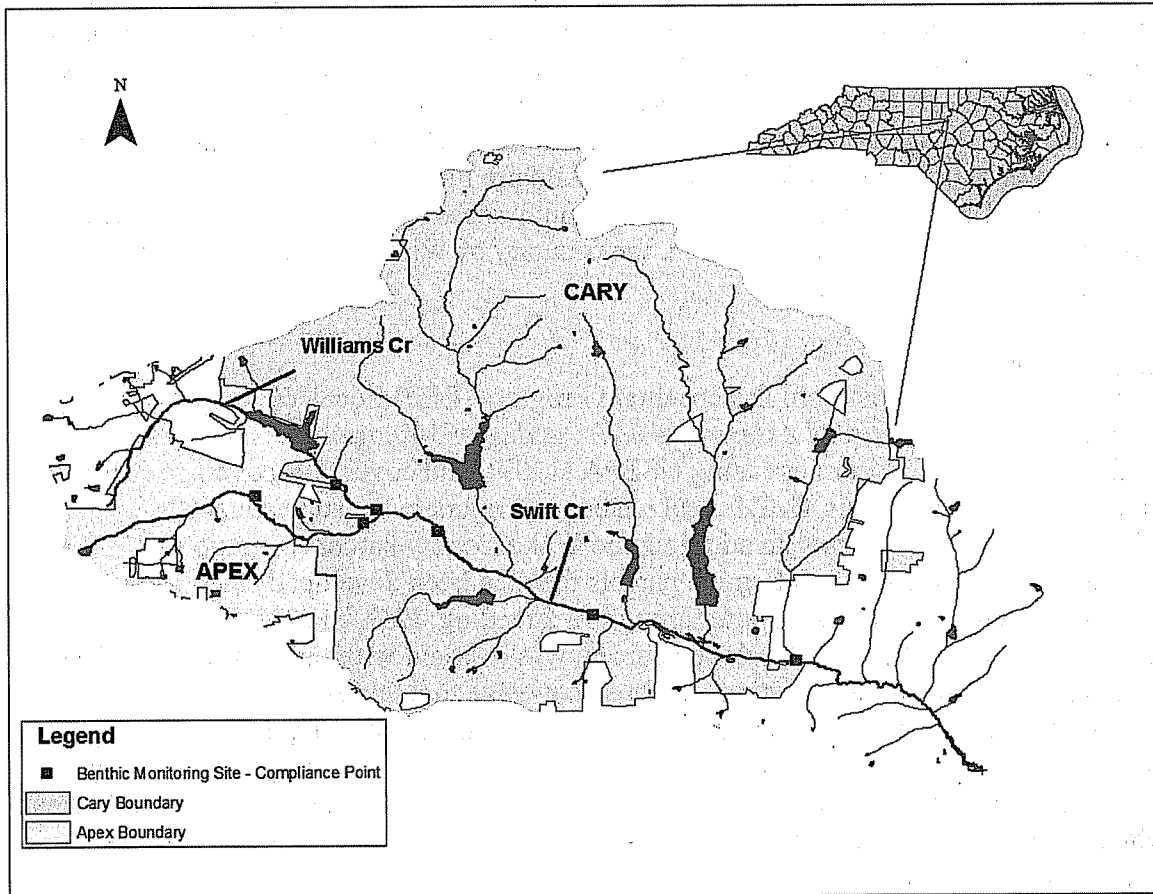 N
CARY
Williams Cr
Swift Cr
APEX
Legend
Benthic Monitoring Site - Compliance Point
Cary Boundary
Apex Boundary